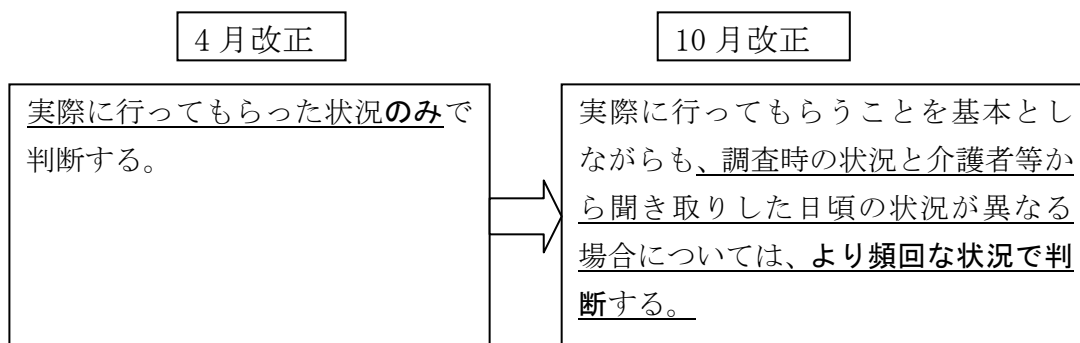 4 月改正
10 月改正
実際に行ってもらった状況のみで
判断する。
実際に行ってもらうことを基本とし
ながらも、調査時の状況と介護者等か
ら聞き取りした日頃の状況が異なる
場合については、より頻回な状況で判
断する。